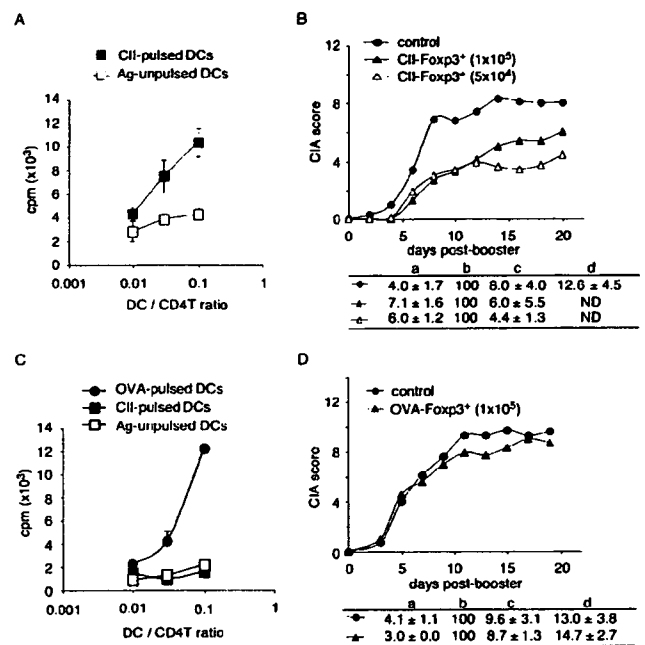 A
CII-pulsed DCs
Ag-unpulsed DCs
cpm (x10³)
14
12
10
8
6
4
2
0
0.001 0.01 0.1 1
DC / CD4T ratio
B
control
CII-Foxp3⁺ (1x10⁵)
CII-Foxp3⁺ (5x10⁴)
CIA score
12
8
4
0
0 5 10 15 20
days post-booster
a b c d
4.0 ± 1.7 100 8.0 ± 4.0 12.6 ± 4.5
7.1 ± 1.6 100 6.0 ± 5.5 ND
6.0 ± 1.2 100 4.4 ± 1.3 ND
C
OVA-pulsed DCs
CII-pulsed DCs
Ag-unpulsed DCs
cpm (x10³)
14
12
10
8
6
4
2
0
0.001 0.01 0.1 1
DC / CD4T ratio
D
control
OVA-Foxp3⁺ (1x10⁵)
CIA score
12
8
4
0
0 5 10 15 20
days post-booster
a b c d
4.1 ± 1.1 100 9.6 ± 3.1 13.0 ± 3.8
3.0 ± 0.0 100 8.7 ± 1.3 14.7 ± 2.7